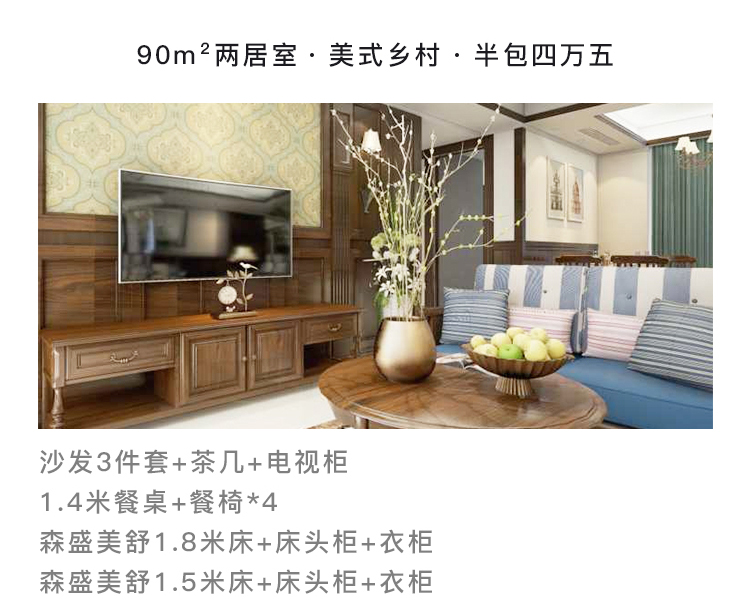 90m²两居室 · 美式乡村 · 半包四万五
沙发3件套+茶几+电视柜
1.4米餐桌+餐椅*4
森盛美舒1.8米床+床头柜+衣柜
森盛美舒1.5米床+床头柜+衣柜